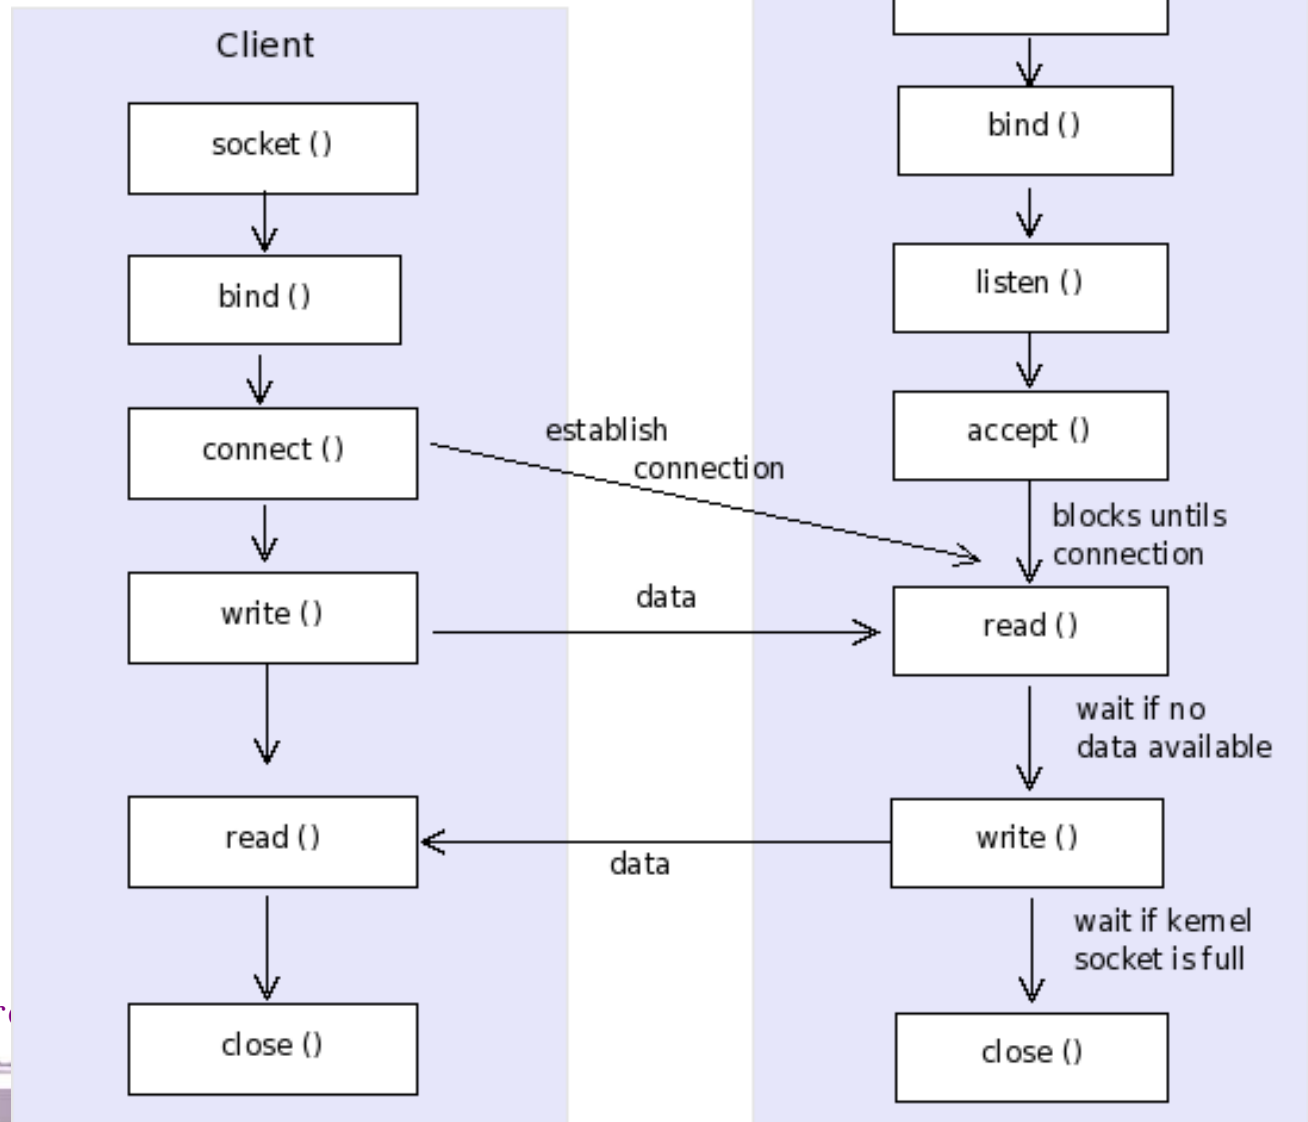 Client
socket ()
bind ()
connect ()
write ()
read ()
close ()
establish
connection
data
data
bind ()
listen ()
accept ()
blocks untils
connection
read ()
wait if no
data available
write ()
wait if kernel
socket is full
close ()